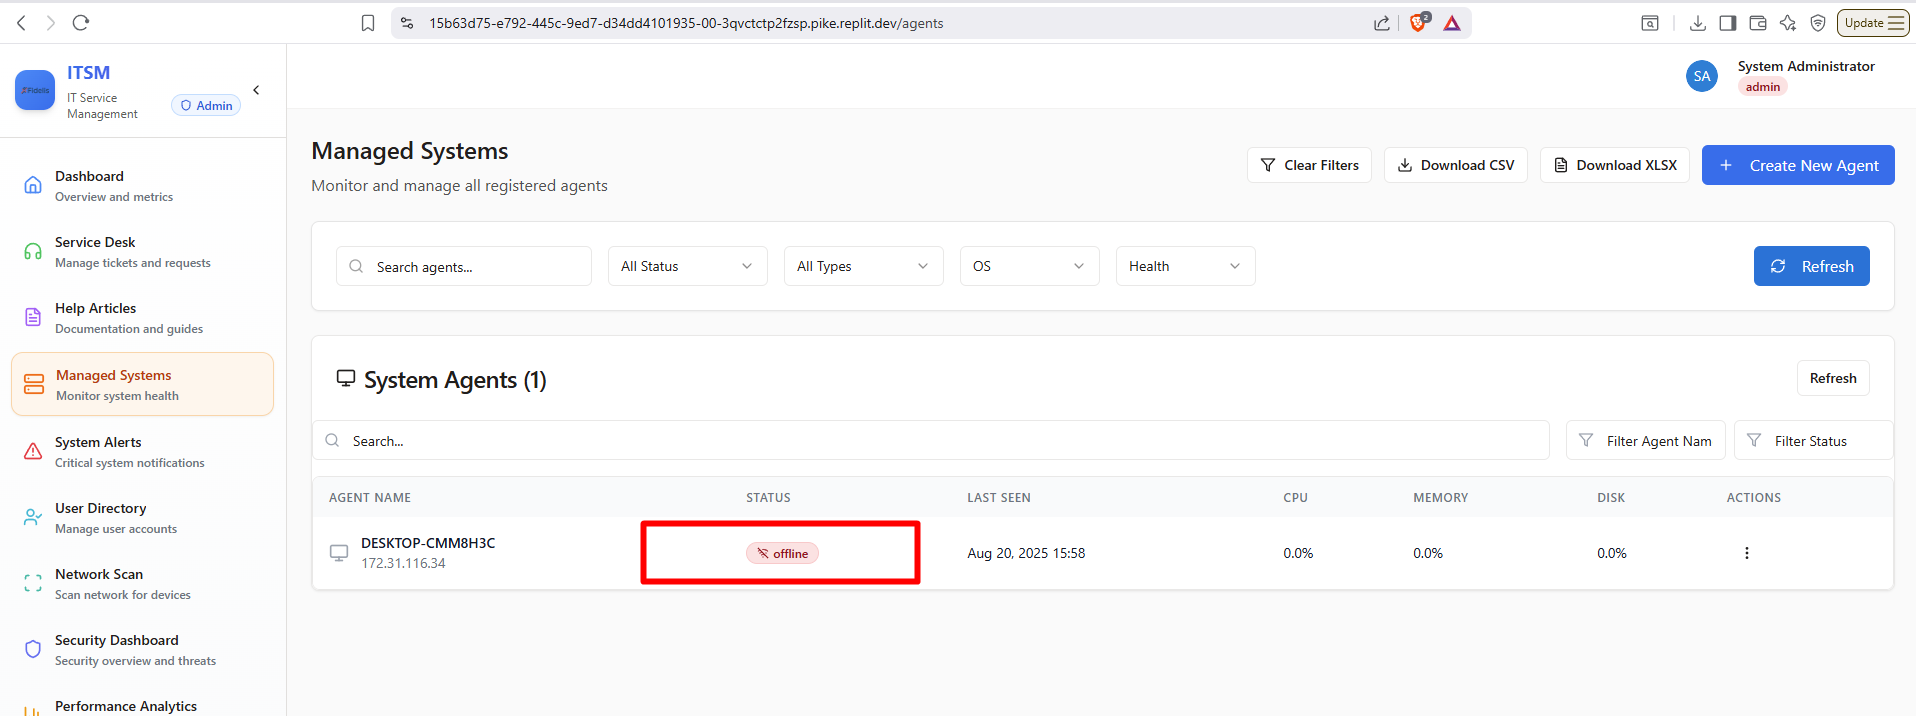 15b63d75-e792-445c-9ed7-d34dd4101935-00-3qvctctp2fzsp.pike.replit.dev/agents
2
Update
Fidelis
ITSM
IT Service
Management
Admin
SA
System Administrator
admin
Dashboard
Overview and metrics
Service Desk
Manage tickets and requests
Help Articles
Documentation and guides
Managed Systems
Monitor system health
System Alerts
Critical system notifications
User Directory
Manage user accounts
Network Scan
Scan network for devices
Security Dashboard
Security overview and threats
Performance Analytics
Managed Systems
Monitor and manage all registered agents
Clear Filters
Download CSV
Download XLSX
Create New Agent
Search agents...
All Status
All Types
OS
Health
Refresh
System Agents (1)
Refresh
Search...
Filter Agent Nam
Filter Status
AGENT NAME STATUS LAST SEEN CPU MEMORY DISK ACTIONS
DESKTOP-CMM8H3C
172.31.116.34
offline
Aug 20, 2025 15:58
0.0%
0.0%
0.0%